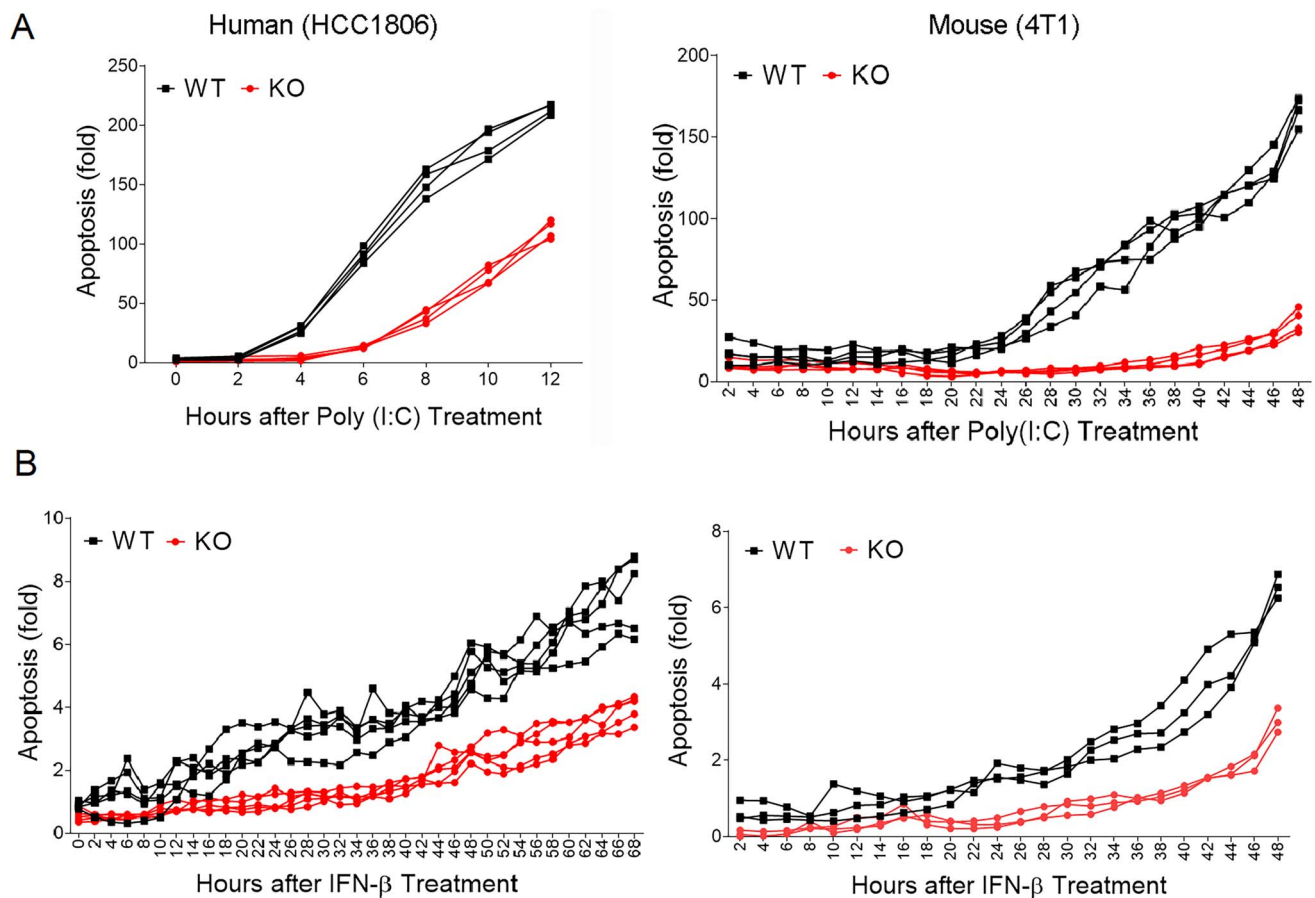 A
Human (HCC1806)
Mouse (4T1)
250
200
150
100
50
0
Apoptosis (fold)
WT KO
0 2 4 6 8 10 12
Hours after Poly (I:C) Treatment
200
150
100
50
0
Apoptosis (fold)
WT KO
2 4 6 8 10 12 14 16 18 20 22 24 26 28 30 32 34 36 38 40 42 44 46 48
Hours after Poly(I:C) Treatment
B
10
8
6
4
2
0
Apoptosis (fold)
WT KO
0 2 4 6 8 10 12 14 16 18 20 22 24 26 28 30 32 34 36 38 40 42 44 46 48 50 52 54 56 58 60 62 64 66 68
Hours after IFN-β Treatment
8
6
4
2
0
Apoptosis (fold)
WT KO
2 4 6 8 10 12 14 16 18 20 22 24 26 28 30 32 34 36 38 40 42 44 46 48
Hours after IFN-β Treatment